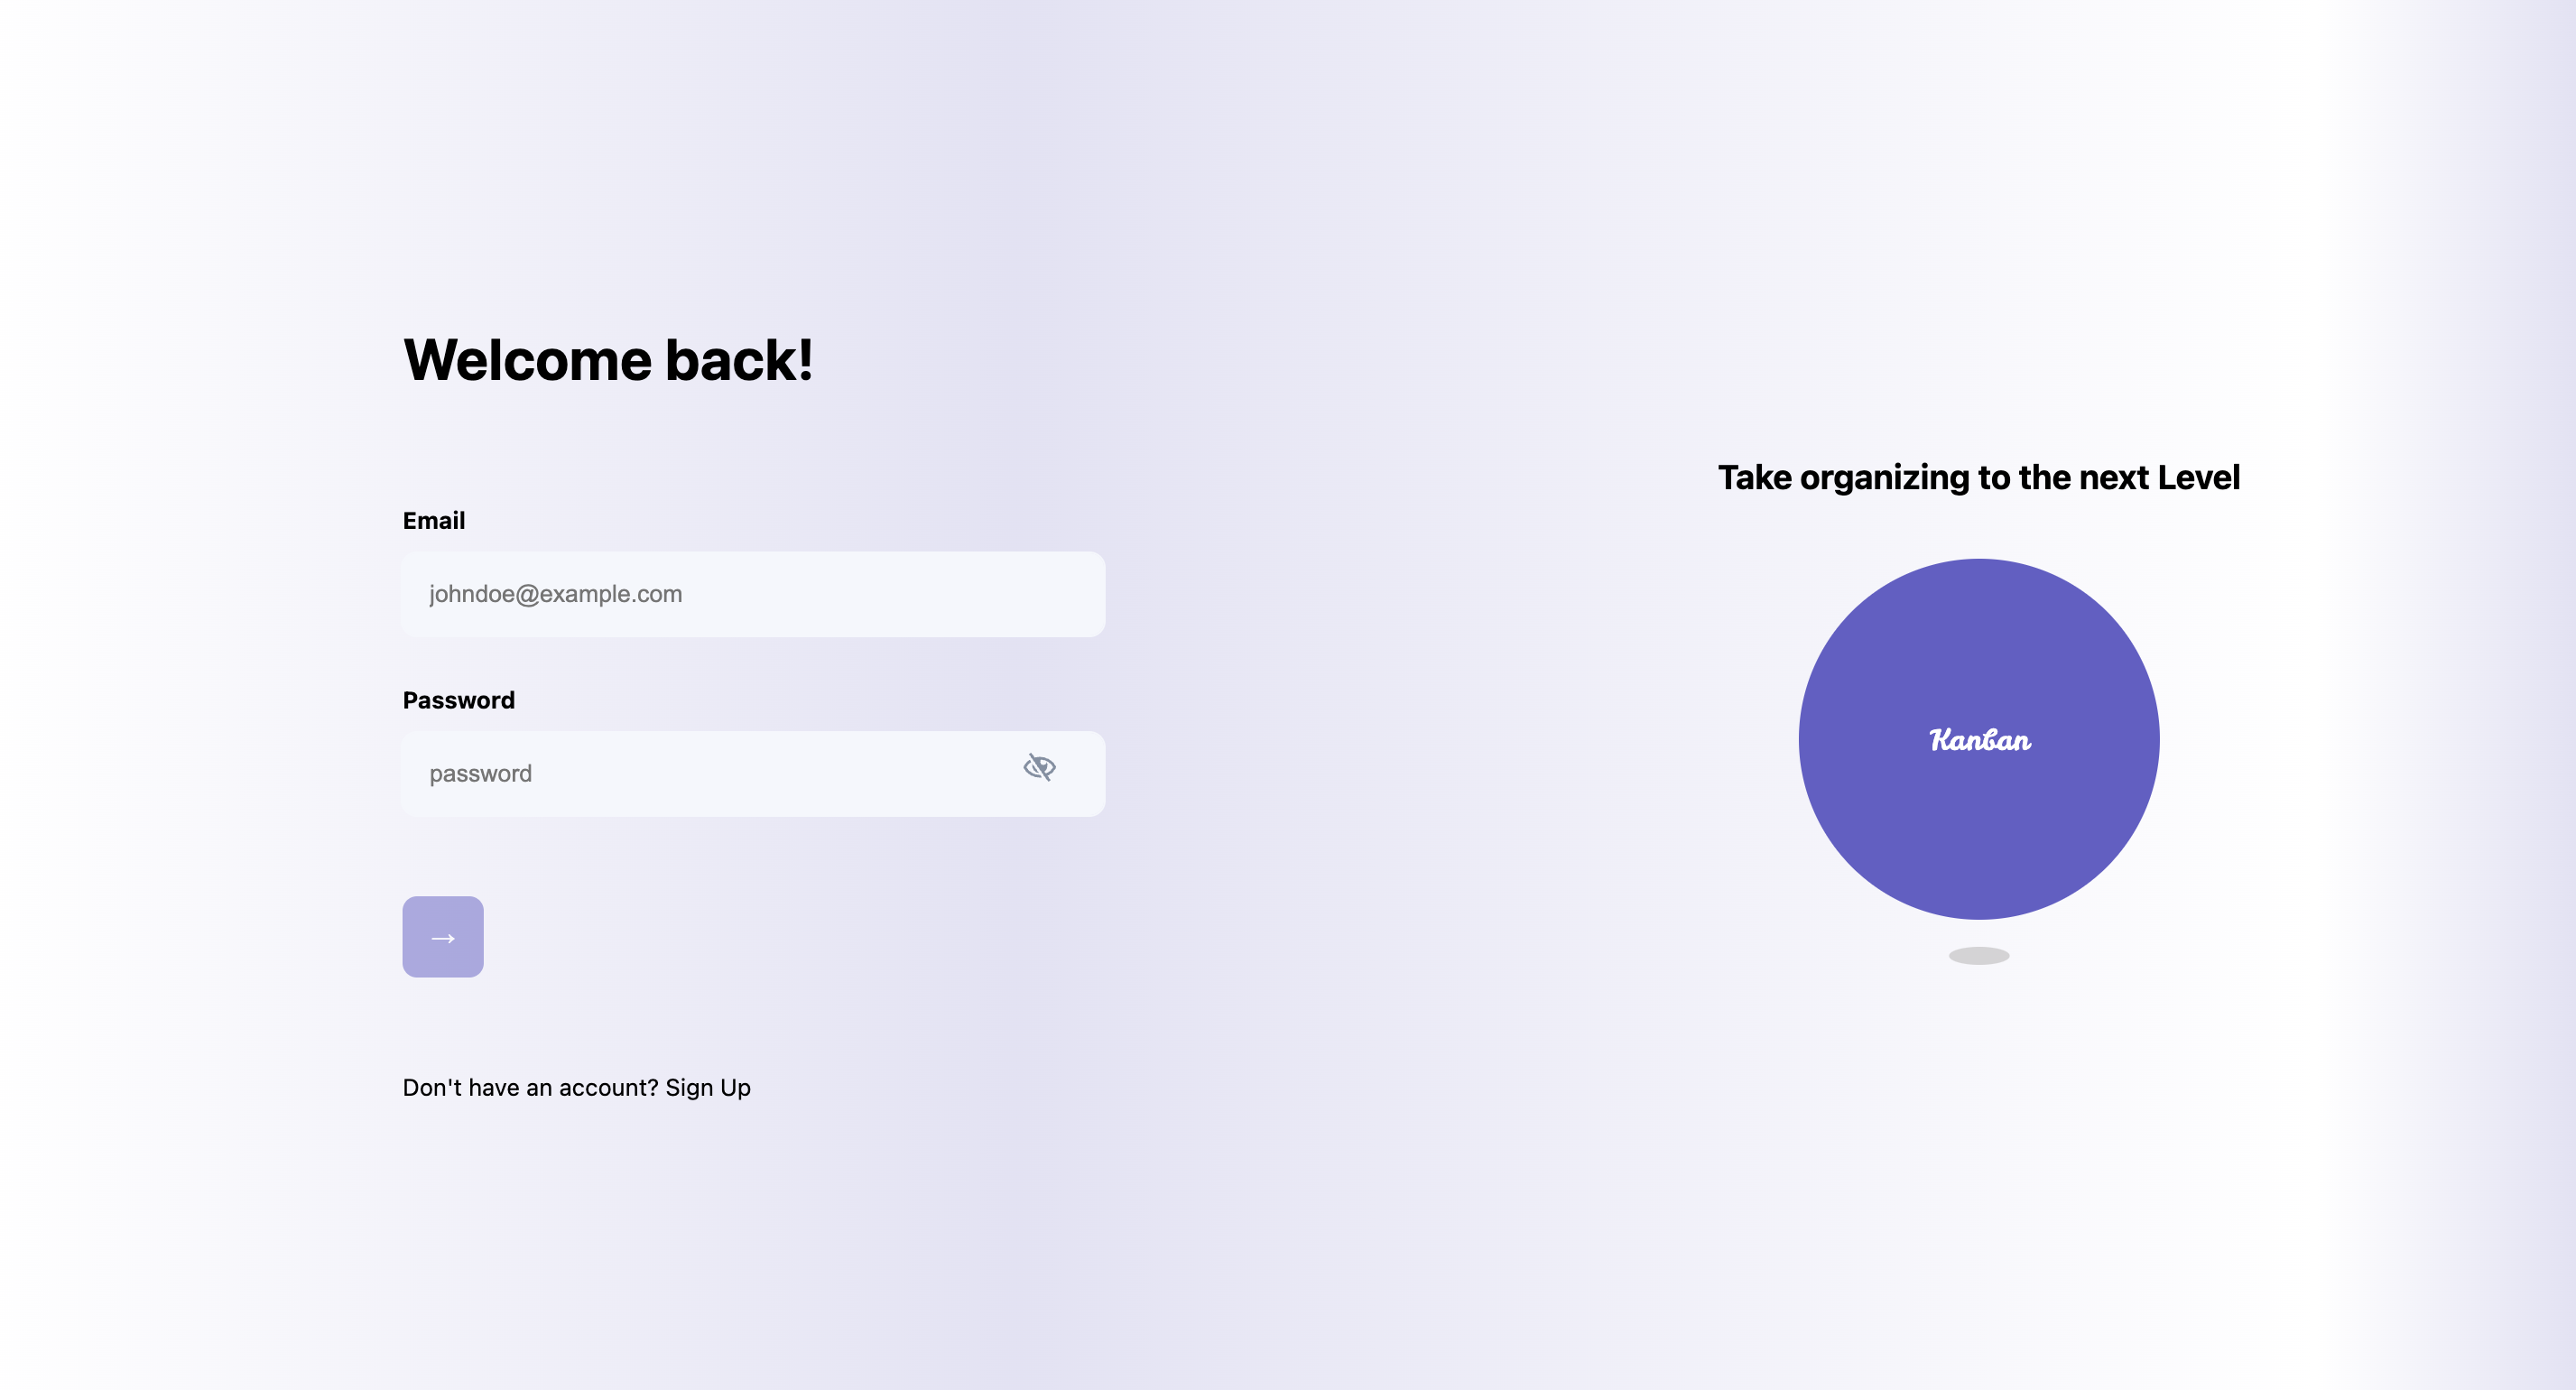 Welcome back!
Email
johndoe@example.com
Password
password
→
Don't have an account? Sign Up
Take organizing to the next Level
Kanban